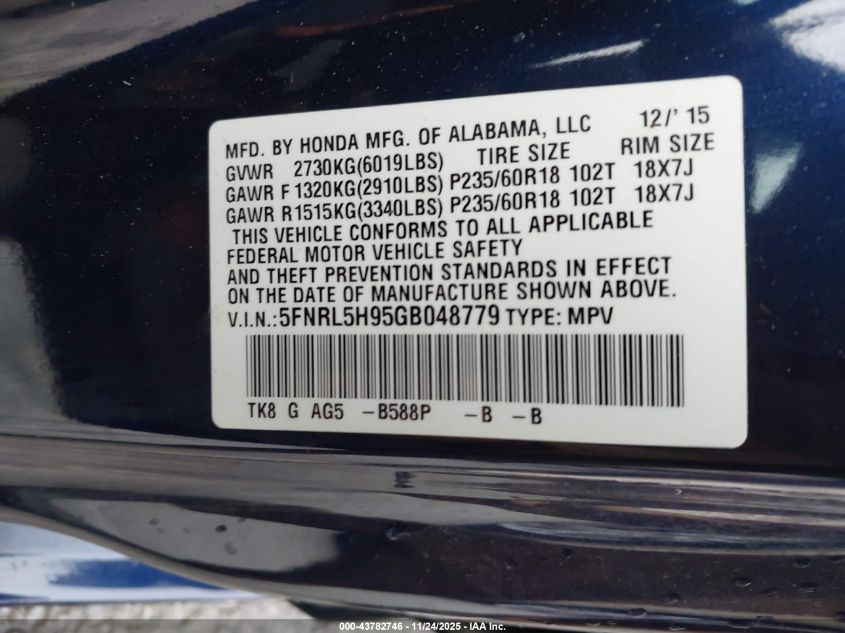 MFD. BY HONDA MFG. OF ALABAMA, LLC 12/'15
GVWR 2730KG(6019LBS) TIRE SIZE RIM SIZE
GAWR F 1320KG(2910LBS) P235/60R18 102T 18X7J
GAWR R1515KG(3340LBS) P235/60R18 102T 18X7J
THIS VEHICLE CONFORMS TO ALL APPLICABLE
FEDERAL MOTOR VEHICLE SAFETY
AND THEFT PREVENTION STANDARDS IN EFFECT
ON THE DATE OF MANUFACTURE SHOWN ABOVE.
V.I.N.:5FNRL5H95GB048779 TYPE: MPV
TK8 G AG5 -B588P -B -B
000-43782746 - 11/24/2025 - IAA Inc.